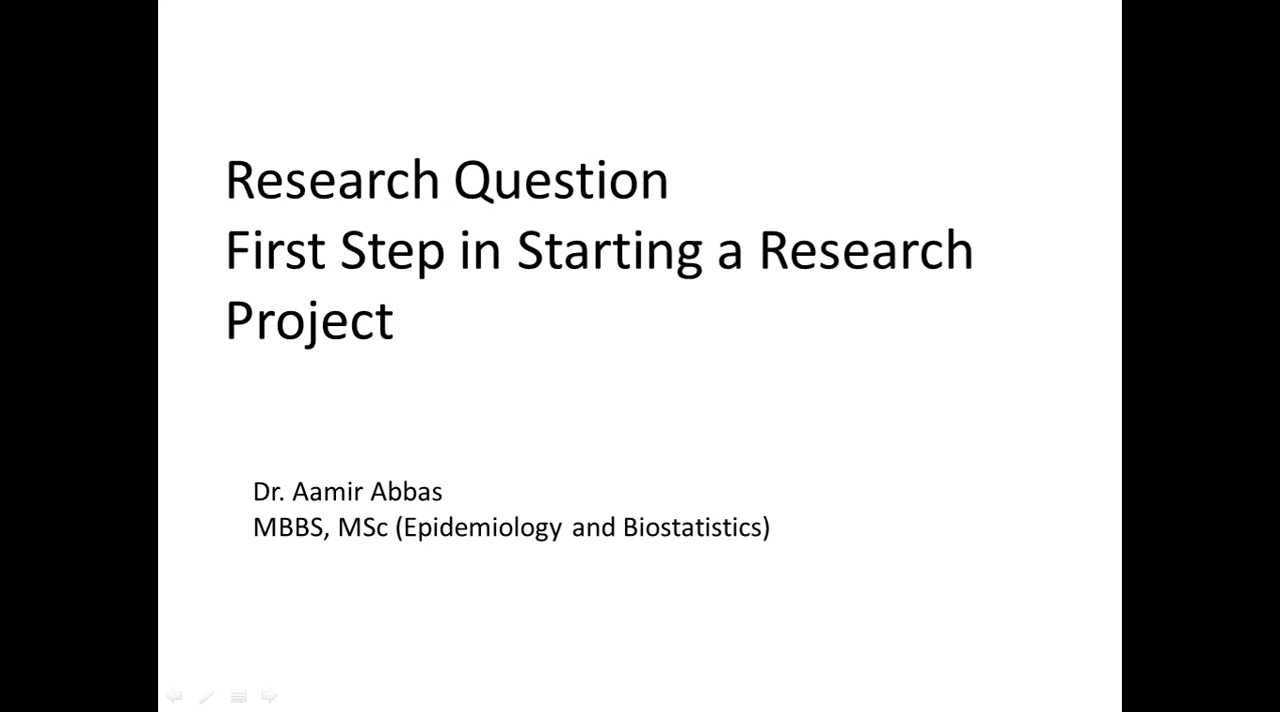 Research Question
First Step in Starting a Research
Project
Dr. Aamir Abbas
MBBS, MSc (Epidemiology and Biostatistics)